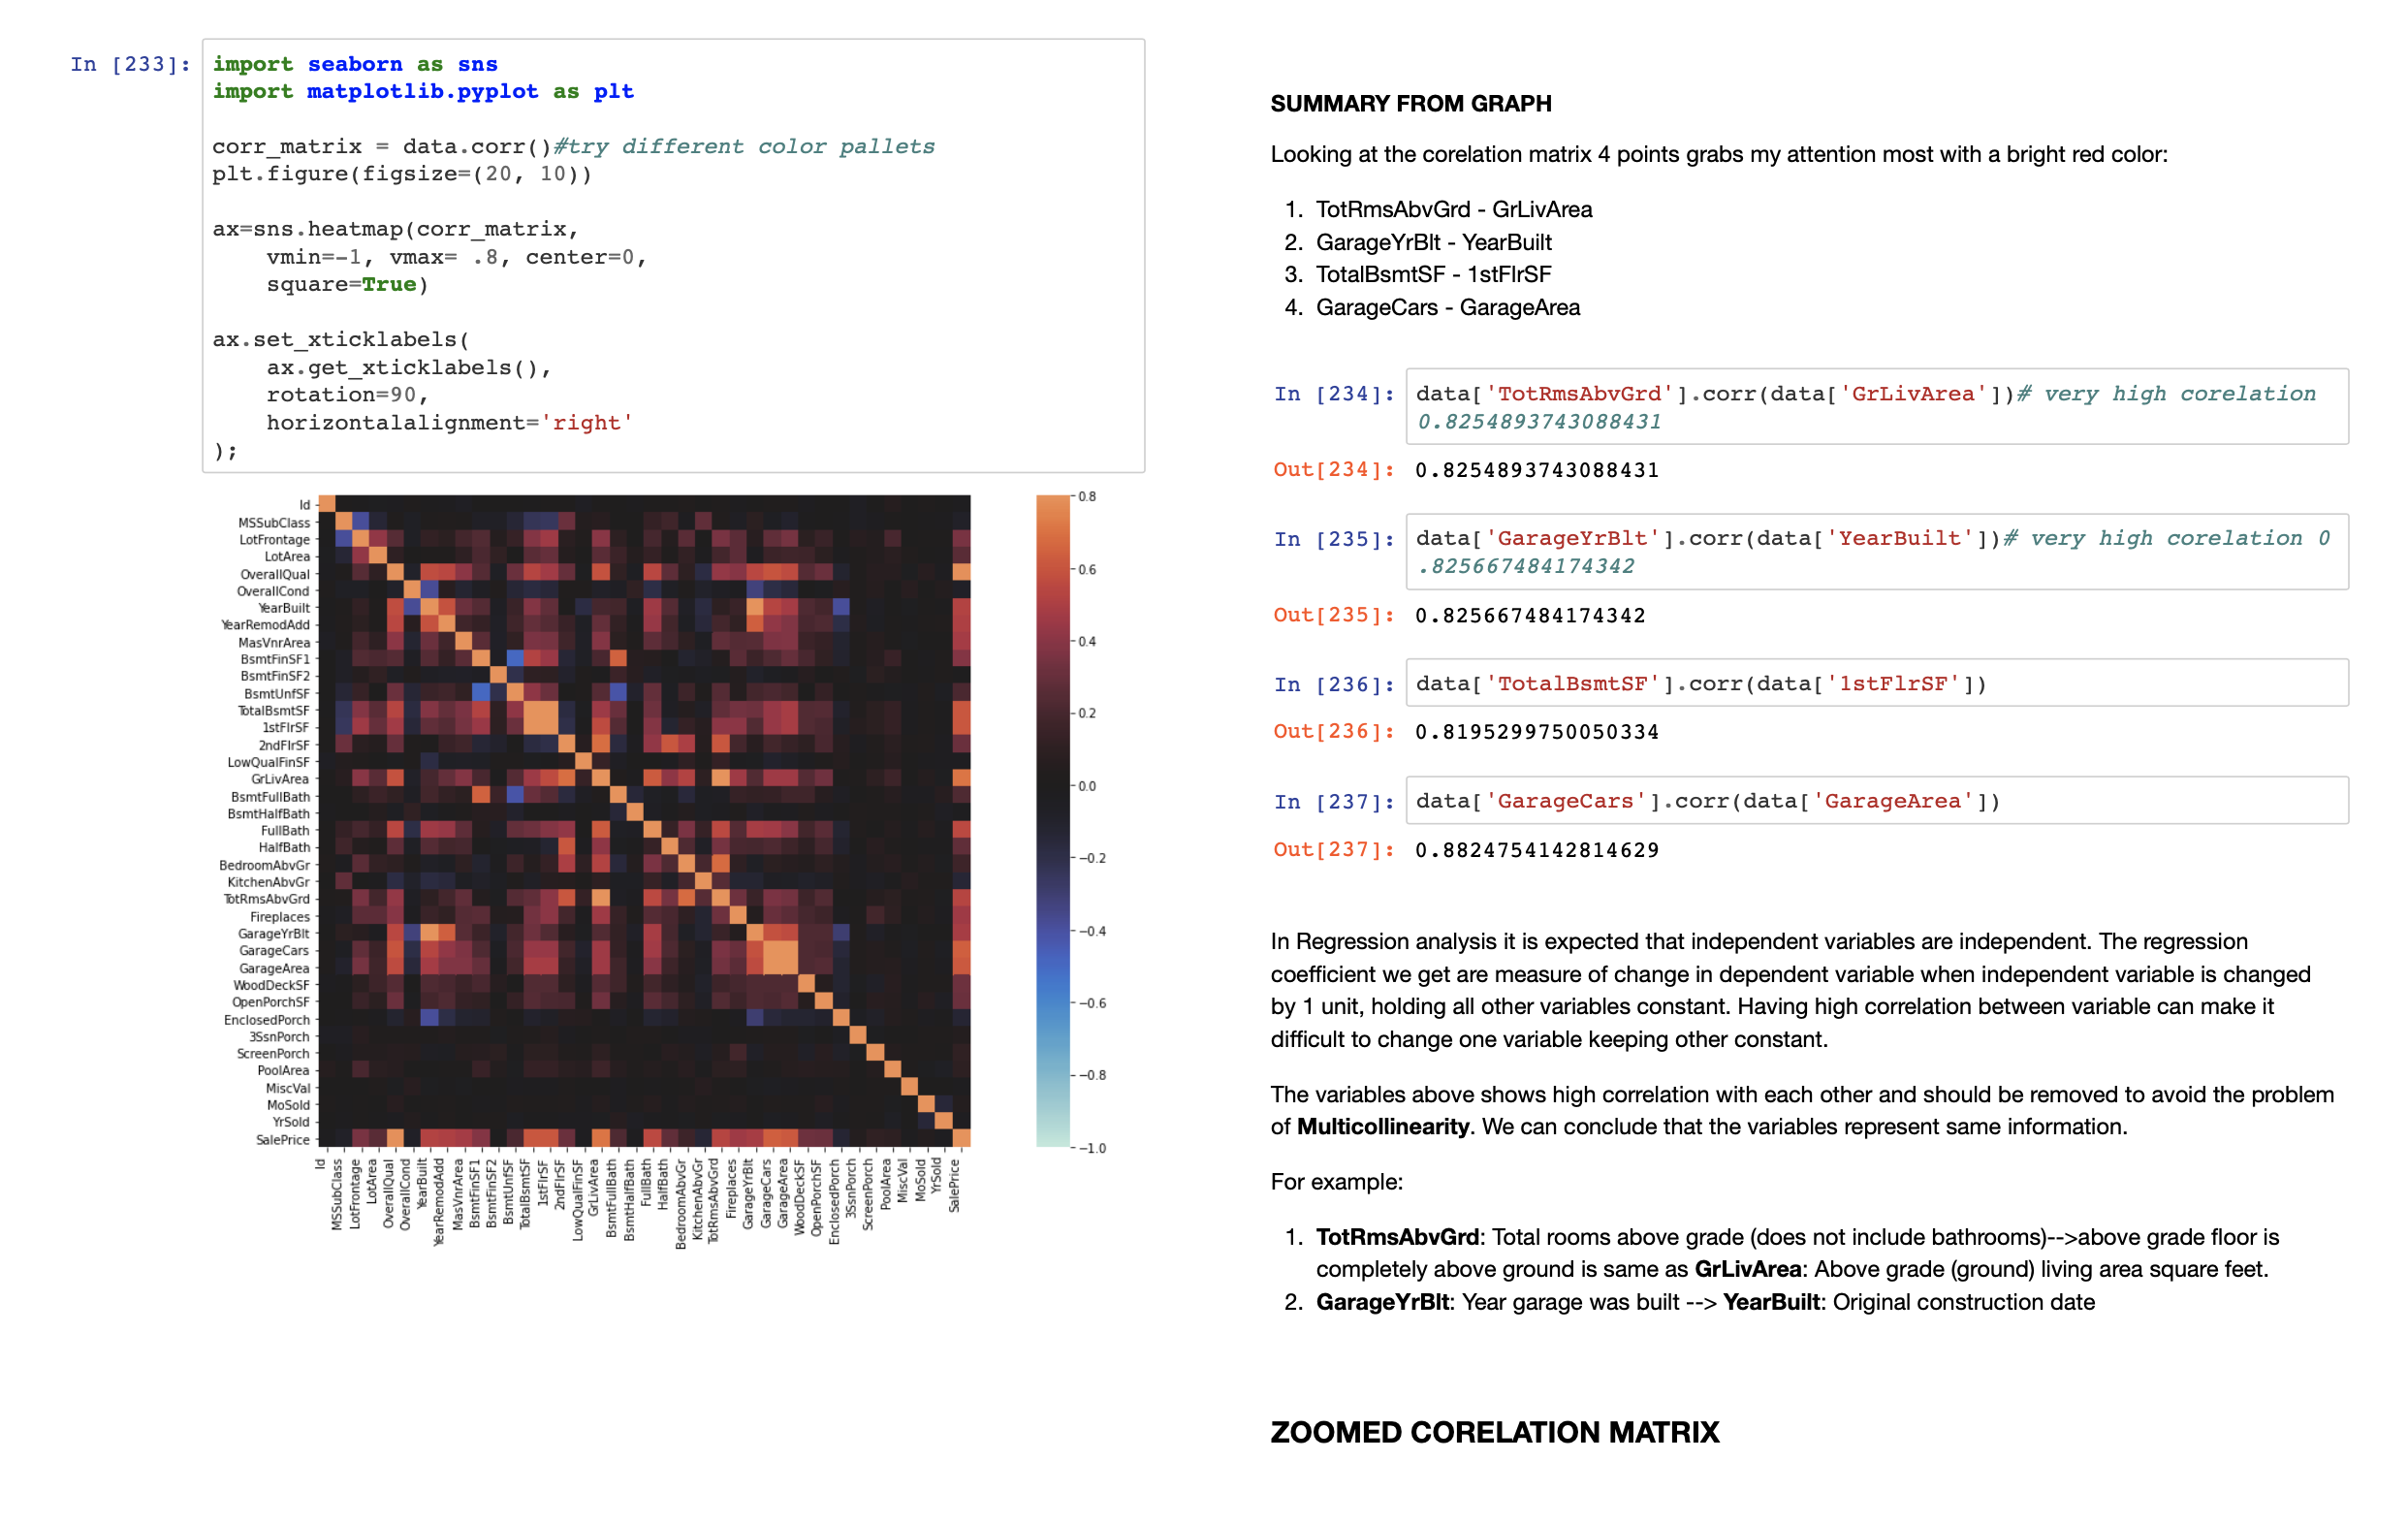 In [233]:
import seaborn as sns
import matplotlib.pyplot as plt
corr_matrix = data.corr()#try different color pallets
plt.figure(figsize=(20, 10))
ax=sns.heatmap(corr_matrix,
    vmin=-1, vmax= .8, center=0,
    square=True)
ax.set_xticklabels(
    ax.get_xticklabels(),
    rotation=90,
    horizontalalignment='right'
);
Id
MSSubClass
LotFrontage
LotArea
OverallQual
OverallCond
YearBuilt
YearRemodAdd
MasVnrArea
BsmtFinSF1
BsmtFinSF2
BsmtUnfSF
TotalBsmtSF
1stFlrSF
2ndFlrSF
LowQualFinSF
GrLivArea
BsmtFullBath
BsmtHalfBath
FullBath
HalfBath
BedroomAbvGr
KitchenAbvGr
TotRmsAbvGrd
Fireplaces
GarageYrBlt
GarageCars
GarageArea
WoodDeckSF
OpenPorchSF
EnclosedPorch
3SsnPorch
ScreenPorch
PoolArea
MiscVal
MoSold
YrSold
SalePrice
Id
MSSubClass
LotFrontage
LotArea
OverallQual
OverallCond
YearBuilt
YearRemodAdd
MasVnrArea
BsmtFinSF1
BsmtFinSF2
BsmtUnfSF
TotalBsmtSF
1stFlrSF
2ndFlrSF
LowQualFinSF
GrLivArea
BsmtFullBath
BsmtHalfBath
FullBath
HalfBath
BedroomAbvGr
KitchenAbvGr
TotRmsAbvGrd
Fireplaces
GarageYrBlt
GarageCars
GarageArea
WoodDeckSF
OpenPorchSF
EnclosedPorch
3SsnPorch
ScreenPorch
PoolArea
MiscVal
MoSold
YrSold
SalePrice
0.8
0.6
0.4
0.2
0.0
−0.2
−0.4
−0.6
−0.8
−1.0
SUMMARY FROM GRAPH
Looking at the corelation matrix 4 points grabs my attention most with a bright red color:
1. TotRmsAbvGrd - GrLivArea
2. GarageYrBlt - YearBuilt
3. TotalBsmtSF - 1stFlrSF
4. GarageCars - GarageArea
In [234]: data['TotRmsAbvGrd'].corr(data['GrLivArea'])# very high corelation
0.8254893743088431
Out[234]: 0.8254893743088431
In [235]: data['GarageYrBlt'].corr(data['YearBuilt'])# very high corelation 0
.825667484174342
Out[235]: 0.825667484174342
In [236]: data['TotalBsmtSF'].corr(data['1stFlrSF'])
Out[236]: 0.8195299750050334
In [237]: data['GarageCars'].corr(data['GarageArea'])
Out[237]: 0.8824754142814629
In Regression analysis it is expected that independent variables are independent. The regression
coefficient we get are measure of change in dependent variable when independent variable is changed
by 1 unit, holding all other variables constant. Having high correlation between variable can make it
difficult to change one variable keeping other constant.
The variables above shows high correlation with each other and should be removed to avoid the problem
of Multicollinearity. We can conclude that the variables represent same information.
For example:
1. TotRmsAbvGrd: Total rooms above grade (does not include bathrooms)-->above grade floor is
completely above ground is same as GrLivArea: Above grade (ground) living area square feet.
2. GarageYrBlt: Year garage was built --> YearBuilt: Original construction date
ZOOMED CORELATION MATRIX